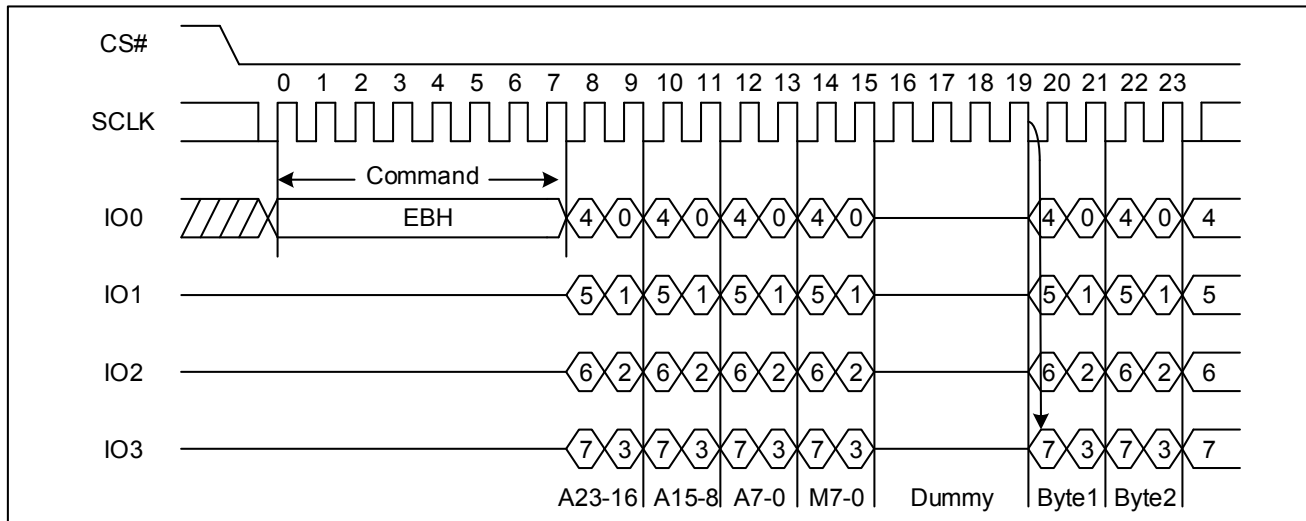 CS#
0 1 2 3 4 5 6 7 8 9 10 11 12 13 14 15 16 17 18 19 20 21 22 23
SCLK
Command
IO0 EBH 4 0 4 0 4 0 4 0 4 0 4 0 4
IO1 5 1 5 1 5 1 5 1 5 1 5 1 5
IO2 6 2 6 2 6 2 6 2 6 2 6 2 6
IO3 7 3 7 3 7 3 7 3 7 3 7 3 7
A23-16 A15-8 A7-0 M7-0 Dummy Byte1 Byte2